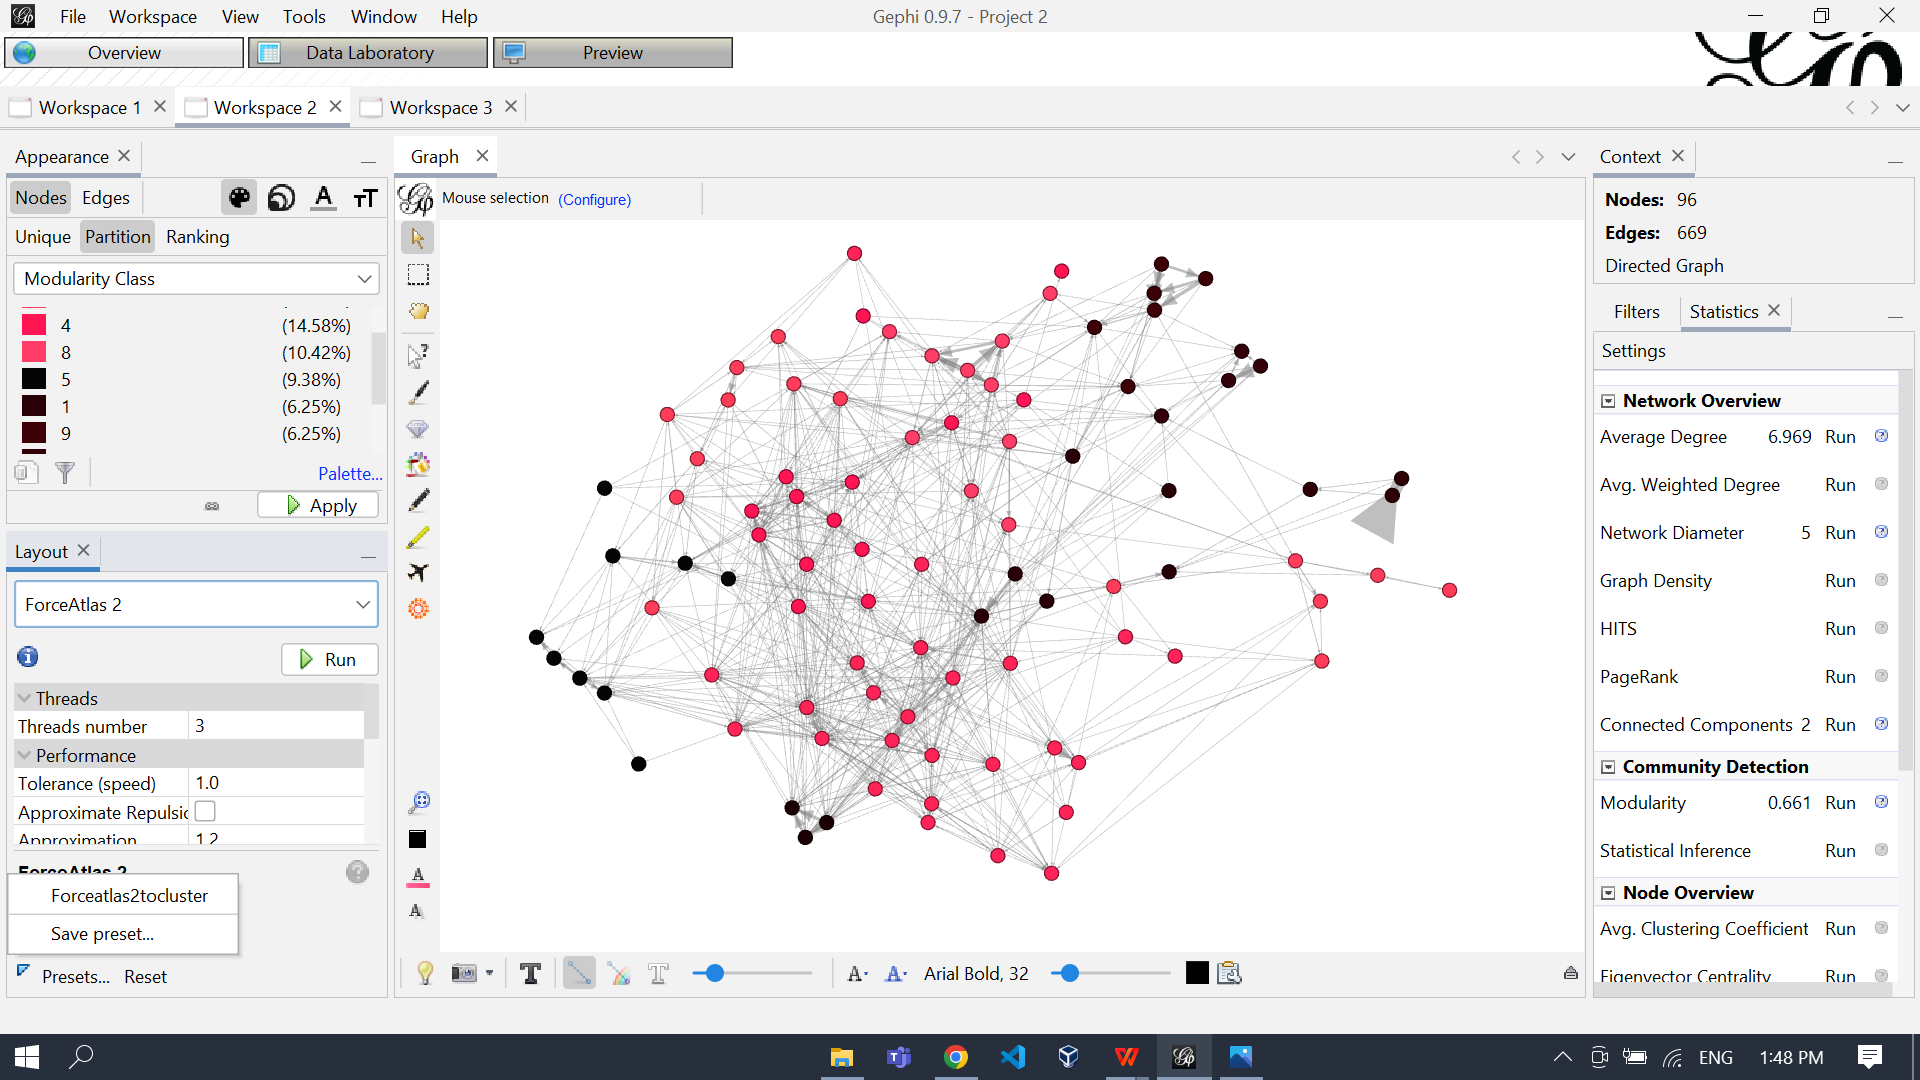 File Workspace View Tools Window Help
Gephi 0.9.7 - Project 2
Overview
Data Laboratory
Preview
Workspace 1
Workspace 2
Workspace 3
Appearance
Nodes Edges
Unique Partition Ranking
Modularity Class
4 (14.58%)
8 (10.42%)
5 (9.38%)
1 (6.25%)
9 (6.25%)
Palette...
Apply
Layout
ForceAtlas 2
Run
Threads
Threads number 3
Performance
Tolerance (speed) 1.0
Approximate Repulsic
Approximation 1.2
ForceAtlas 2
Forceatlas2tocluster
Save preset...
Presets... Reset
Graph
Mouse selection (Configure)
Arial Bold, 32
Context
Nodes: 96
Edges: 669
Directed Graph
Filters Statistics
Settings
Network Overview
Average Degree 6.969 Run
Avg. Weighted Degree Run
Network Diameter 5 Run
Graph Density Run
HITS Run
PageRank Run
Connected Components 2 Run
Community Detection
Modularity 0.661 Run
Statistical Inference Run
Node Overview
Avg. Clustering Coefficient Run
Eigenvector Centrality Run
ENG 1:48 PM